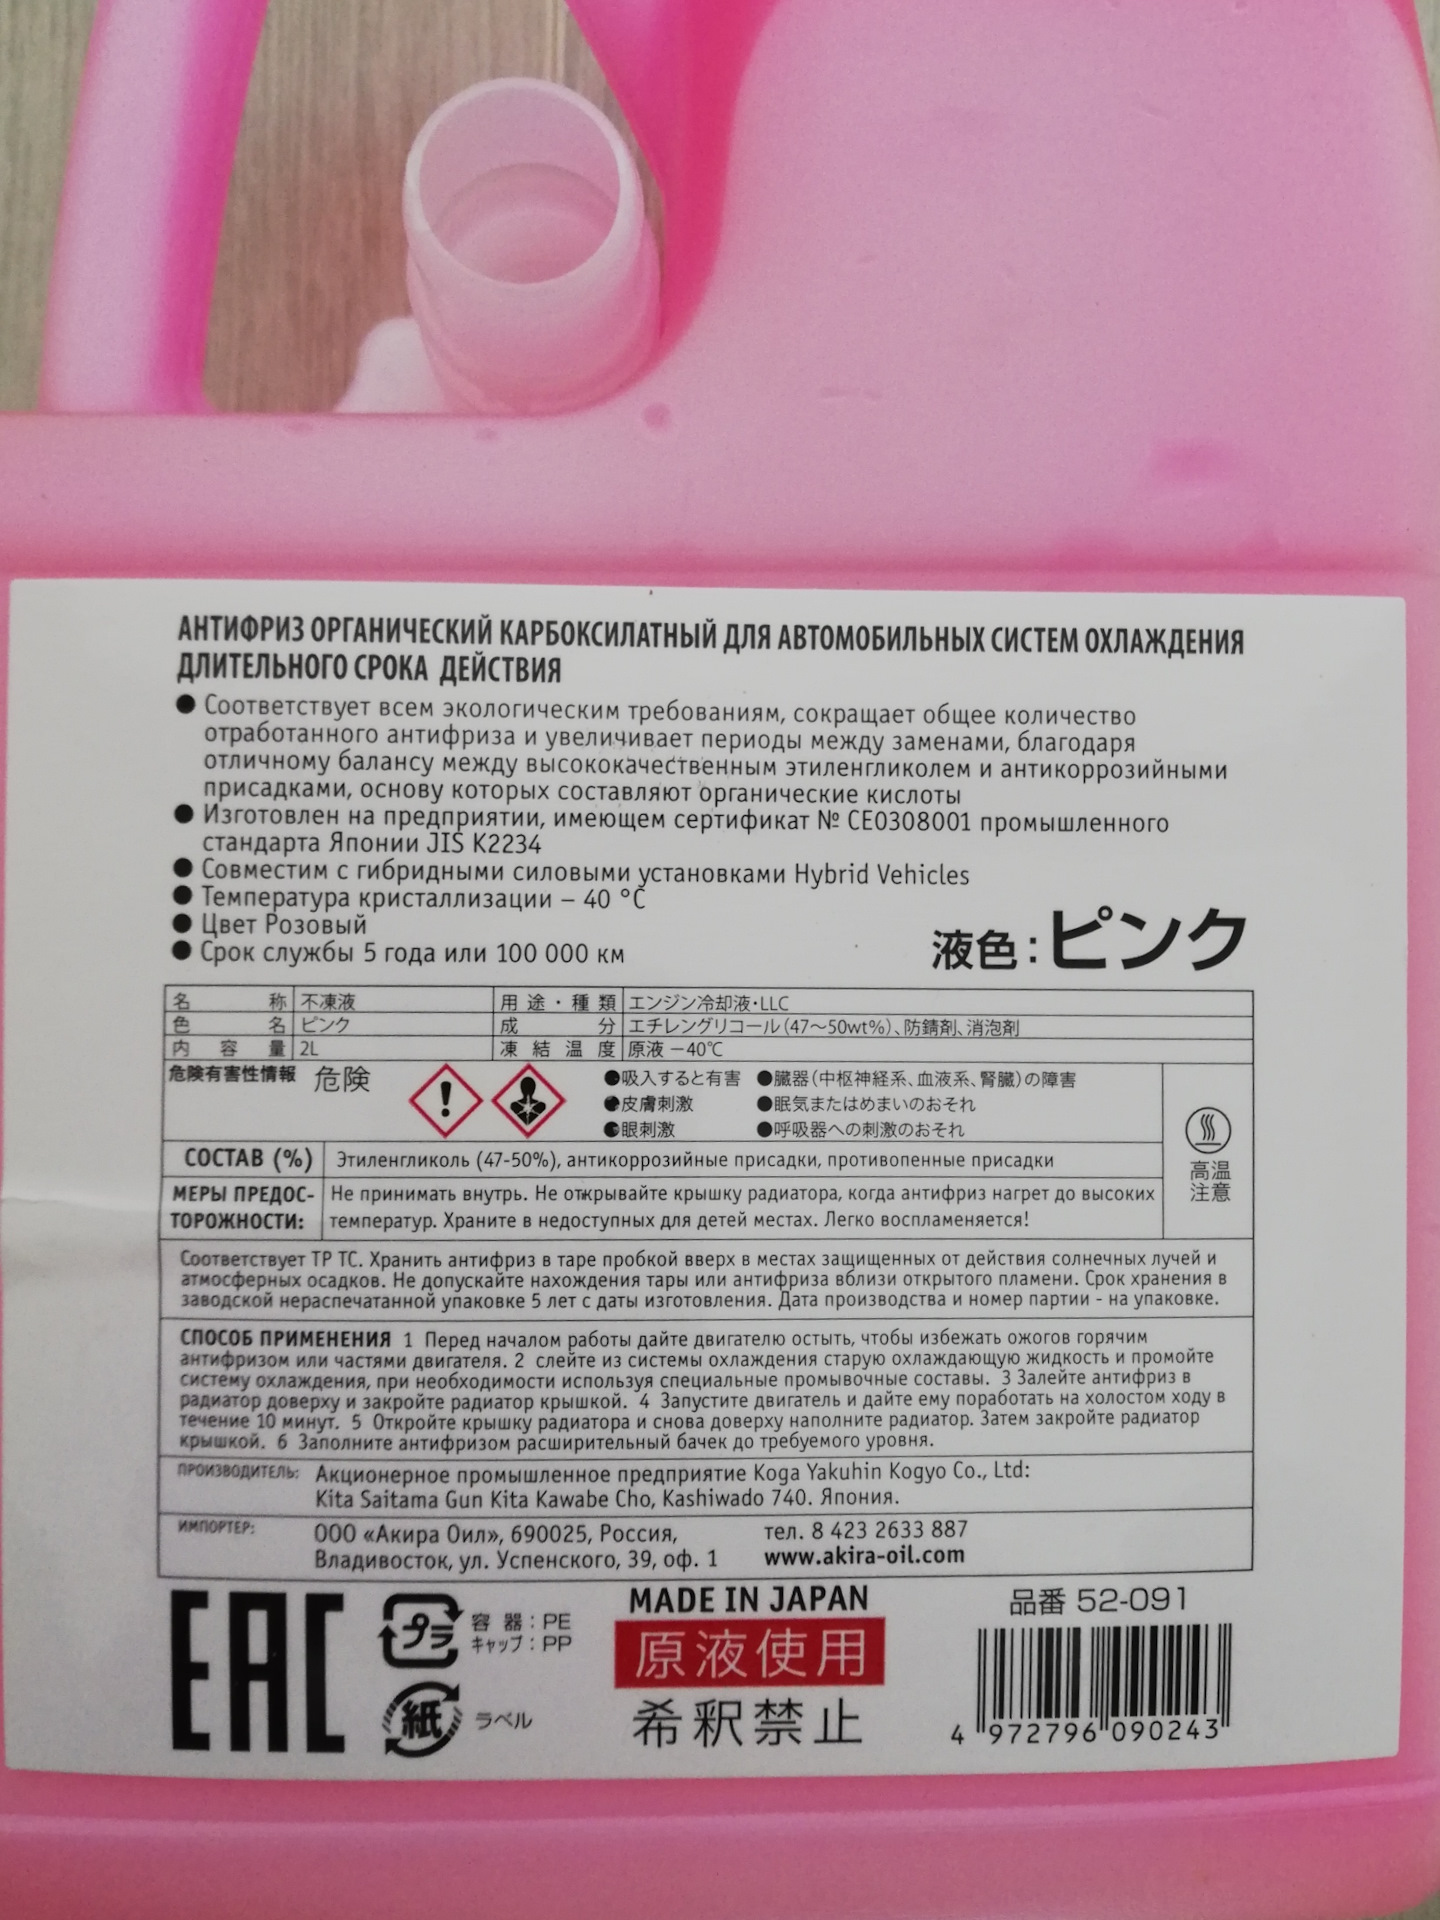 АНТИФРИЗ ОРГАНИЧЕСКИЙ КАРБОКСИЛАТНЫЙ ДЛЯ АВТОМОБИЛЬНЫХ СИСТЕМ ОХЛАЖДЕНИЯ
ДЛИТЕЛЬНОГО СРОКА ДЕЙСТВИЯ
● Соответствует всем экологическим требованиям, сокращает общее количество
отработанного антифриза и увеличивает периоды между заменами, благодаря
отличному балансу между высококачественным этиленгликолем и антикоррозийными
присадками, основу которых составляют органические кислоты
● Изготовлен на предприятии, имеющем сертификат № CE0308001 промышленного
стандарта Японии JIS K2234
● Совместим с гибридными силовыми установками Hybrid Vehicles
● Температура кристаллизации – 40 °C
● Цвет Розовый
● Срок службы 5 года или 100 000 км
液色:ピンク
名称 不凍液 用途・種類 エンジン冷却液・LLC
色名 ピンク 成分 エチレングリコール(47～50wt%)、防錆剤、消泡剤
内容量 2L 凍結温度 原液 －40℃
危険有害性情報 危険
●吸入すると有害 ●臓器(中枢神経系、血液系、腎臓)の障害
●皮膚刺激 ●眠気またはめまいのおそれ
●眼刺激 ●呼吸器への刺激のおそれ
高温
注意
СОСТАВ (%) Этиленгликоль (47-50%), антикоррозийные присадки, противопенные присадки
МЕРЫ ПРЕДОС- Не принимать внутрь. Не открывайте крышку радиатора, когда антифриз нагрет до высоких
ТОРОЖНОСТИ: температур. Храните в недоступных для детей местах. Легко воспламеняется!
Соответствует ТР ТС. Хранить антифриз в таре пробкой вверх в местах защищенных от действия солнечных лучей и
атмосферных осадков. Не допускайте нахождения тары или антифриза вблизи открытого пламени. Срок хранения в
заводской нераспечатанной упаковке 5 лет с даты изготовления. Дата производства и номер партии - на упаковке.
СПОСОБ ПРИМЕНЕНИЯ 1 Перед началом работы дайте двигателю остыть, чтобы избежать ожогов горячим
антифризом или частями двигателя. 2 слейте из системы охлаждения старую охлаждающую жидкость и промойте
систему охлаждения, при необходимости используя специальные промывочные составы. 3 Залейте антифриз в
радиатор доверху и закройте радиатор крышкой. 4 Запустите двигатель и дайте ему поработать на холостом ходу в
течение 10 минут. 5 Откройте крышку радиатора и снова доверху наполните радиатор. Затем закройте радиатор
крышкой. 6 Заполните антифризом расширительный бачек до требуемого уровня.
ПРОИЗВОДИТЕЛЬ: Акционерное промышленное предприятие Koga Yakuhin Kogyo Co., Ltd:
Kita Saitama Gun Kita Kawabe Cho, Kashiwado 740. Япония.
ИМПОРТЕР: ООО «Акира Оил», 690025, Россия, тел. 8 423 2633 887
Владивосток, ул. Успенского, 39, оф. 1 www.akira-oil.com
EAC
プラ
容器:PE
キャップ:PP
紙
ラベル
MADE IN JAPAN
原液使用
希釈禁止
品番 52-091
4 972796 090243